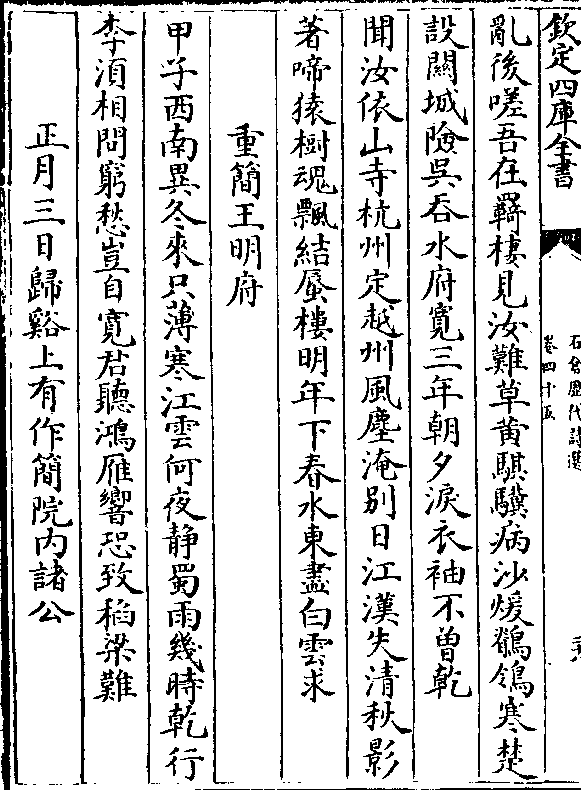 欽定四庫全書
石倉歷代詩選
卷四十五
亂後嗟吾在羇棲見汝難草黄騏驥病沙煖鶺鴒寒楚
設關城險吳吞水府寛三年朝夕淚衣袖不曽乾
聞汝依山寺杭州定越州風塵淹别日江漢失清秋影
著啼猿樹魂飄結蜃樓明年下春水東盡白雲求
重簡王明府
甲子西南異冬來只薄寒江雲何夜静蜀雨幾時乾行
李湏相問窮愁豈自寛君聽鴻雁響恐致稻粱難
正月三日歸谿上有作簡院内諸公